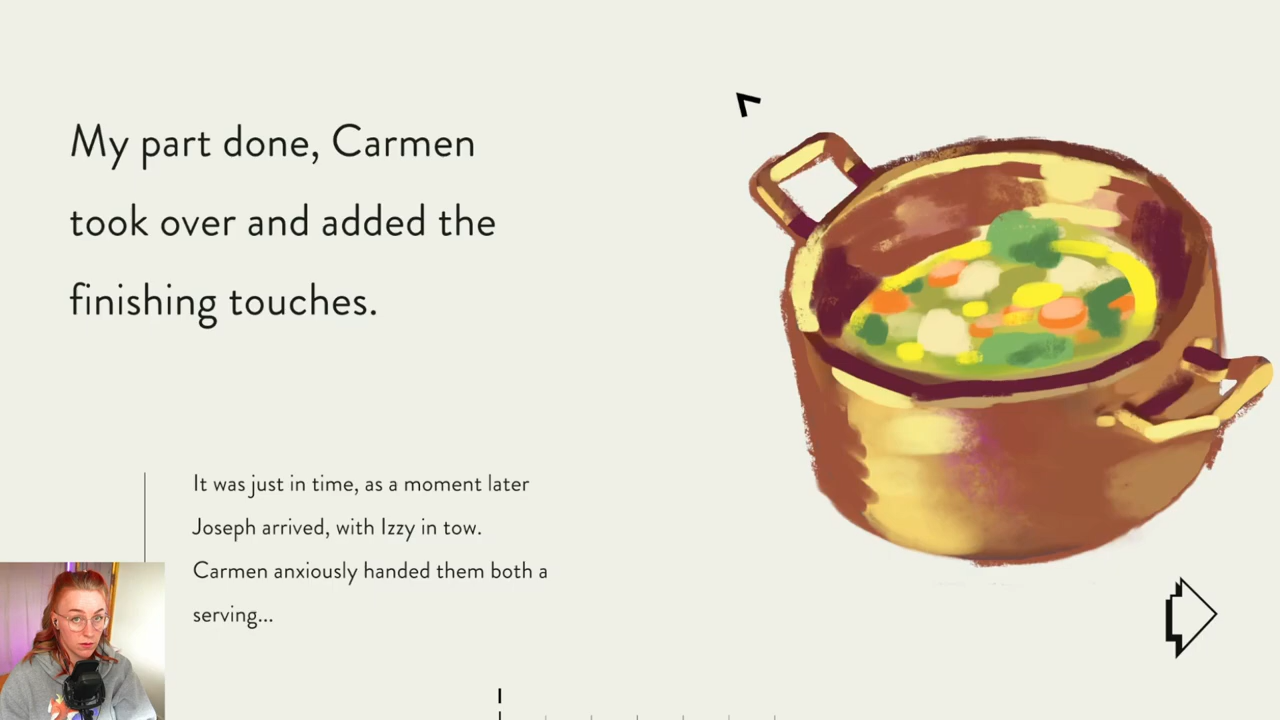 My part done, Carmen
took over and added the
finishing touches.
It was just in time, as a moment later
Joseph arrived, with Izzy in tow.
Carmen anxiously handed them both a
serving...